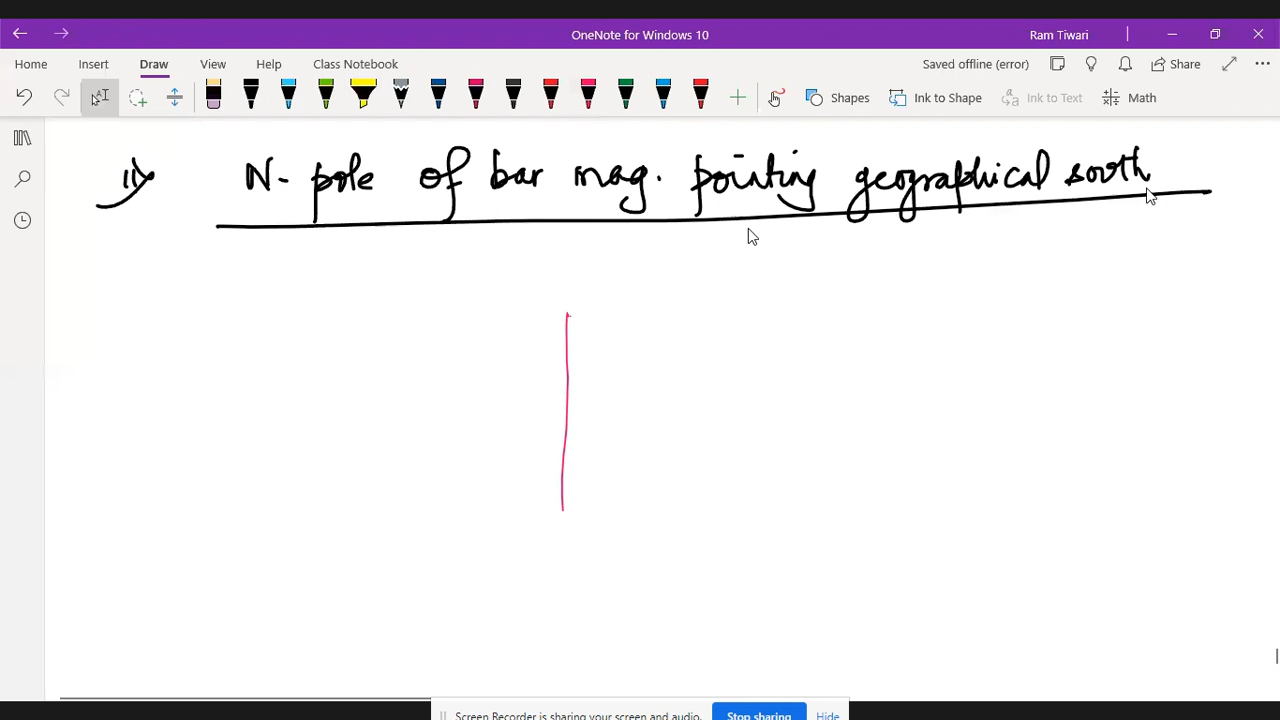 OneNote for Windows 10
Ram Tiwari
Home Insert Draw View Help Class Notebook
Saved offline (error) Share
Shapes Ink to Shape Ink to Text Math
ii) N- pole of bar mag. pointing geographical south
Screen Recorder is sharing your screen and audio. Stop sharing Hide